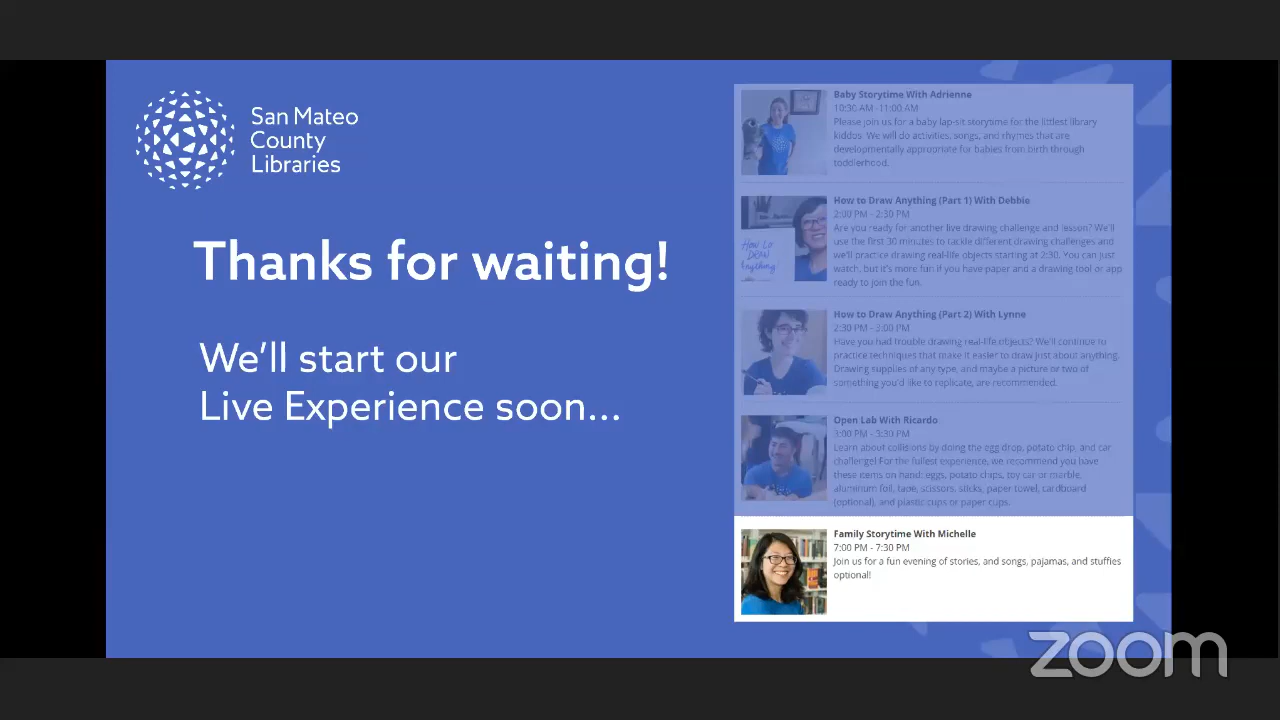 San Mateo
County
Libraries
Thanks for waiting!
We'll start our
Live Experience soon...
Baby Storytime With Adrienne
10:30 AM -11:00 AM
Please join us for a baby lap-sit storytime for the littlest library
kiddos. We will do activities, songs, and rhymes that are
developmentally appropriate for babies from birth through
toddlerhood.
How to Draw Anything (Part 1) With Debbie
2:00 PM - 2:30 PM
Are you ready for another live drawing challenge and lesson? We'll
use the first 30 minutes to tackle different drawing challenges and
we'll practice drawing real-life objects starting at 2:30. You can just
watch, but it's more fun if you have paper and a drawing tool or app
ready to join the fun.
How to
Draw
Anything
How to Draw Anything (Part 2) With Lynne
2:30 PM - 3:00 PM
Have you had trouble drawing real-life objects? We'll continue to
practice techniques that make it easier to draw just about anything.
Drawing supplies of any type, and maybe a picture or two of
something you'd like to replicate, are recommended.
Open Lab With Ricardo
3:00 PM - 3:30 PM
Learn about collisions by doing the egg drop, potato chip, and car
challenge! For the fullest experience, we recommend you have
these items on hand: eggs, potato chips, toy car or marble,
aluminum foil, tape, scissors, sticks, paper towel, cardboard
(optional), and plastic cups or paper cups.
Family Storytime With Michelle
7:00 PM - 7:30 PM
Join us for a fun evening of stories, and songs, pajamas, and stuffies
optional!
zoom